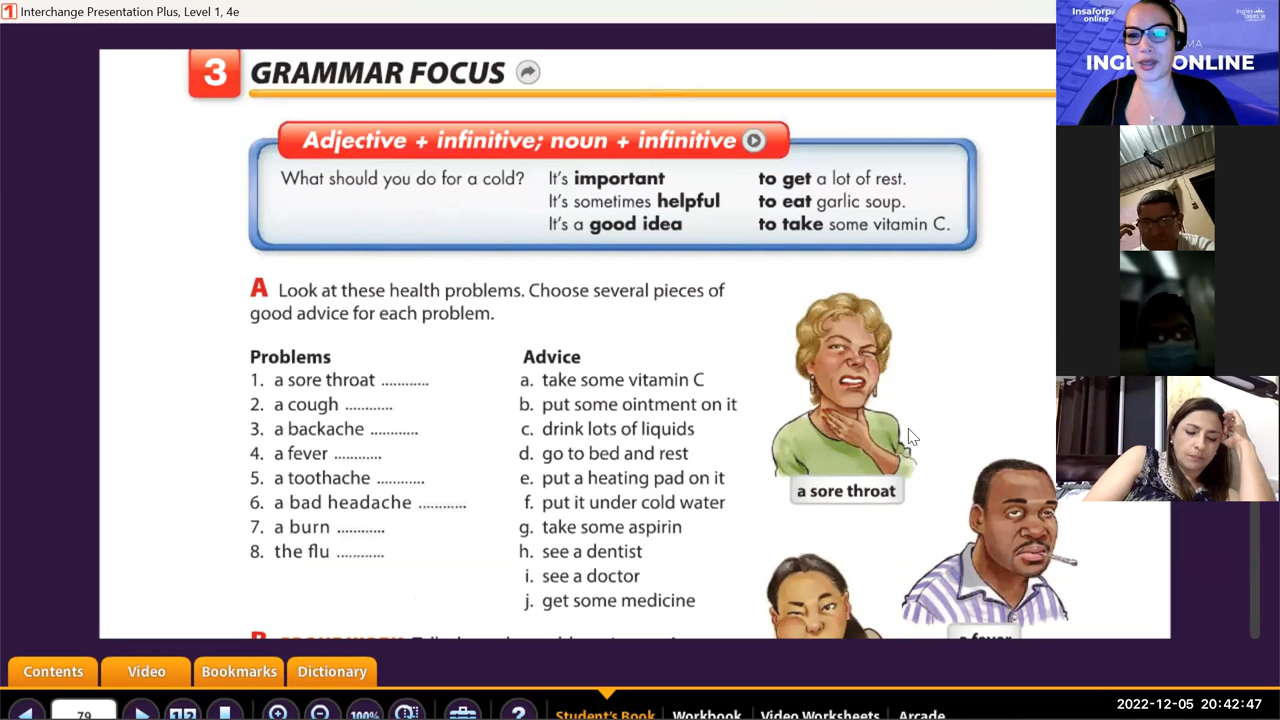 Interchange Presentation Plus, Level 1, 4e
Insaforp
online
INGL
ONLINE
3 GRAMMAR FOCUS
Adjective + infinitive; noun + infinitive
What should you do for a cold? It's important to get a lot of rest.
It's sometimes helpful to eat garlic soup.
It's a good idea to take some vitamin C.
A Look at these health problems. Choose several pieces of
good advice for each problem.
Problems
1. a sore throat ............
2. a cough ............
3. a backache ............
4. a fever ............
5. a toothache ............
6. a bad headache ............
7. a burn ............
8. the flu ............
Advice
a. take some vitamin C
b. put some ointment on it
c. drink lots of liquids
d. go to bed and rest
e. put a heating pad on it
f. put it under cold water
g. take some aspirin
h. see a dentist
i. see a doctor
j. get some medicine
a sore throat
a fever
Contents Video Bookmarks Dictionary
79 100% ? Student's Book Workbook Video Worksheets Arcade
2022-12-05 20:42:47